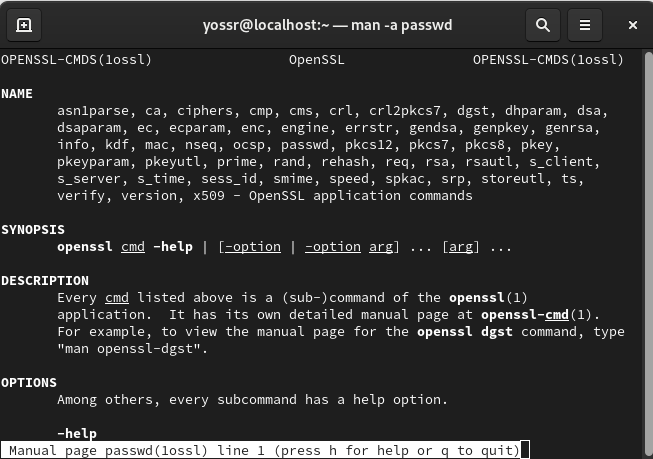 yossr@localhost:~ — man -a passwd
OPENSSL-CMDS(1ossl) OpenSSL OPENSSL-CMDS(1ossl)
NAME
asn1parse, ca, ciphers, cmp, cms, crl, crl2pkcs7, dgst, dhparam, dsa,
dsaparam, ec, ecparam, enc, engine, errstr, gendsa, genpkey, genrsa,
info, kdf, mac, nseq, ocsp, passwd, pkcs12, pkcs7, pkcs8, pkey,
pkeyparam, pkeyutl, prime, rand, rehash, req, rsa, rsautl, s_client,
s_server, s_time, sess_id, smime, speed, spkac, srp, storeutl, ts,
verify, version, x509 - OpenSSL application commands
SYNOPSIS
openssl cmd -help | [-option | -option arg] ... [arg] ...
DESCRIPTION
Every cmd listed above is a (sub-)command of the openssl(1)
application. It has its own detailed manual page at openssl-cmd(1).
For example, to view the manual page for the openssl dgst command, type
"man openssl-dgst".
OPTIONS
Among others, every subcommand has a help option.
-help
Manual page passwd(1ossl) line 1 (press h for help or q to quit)